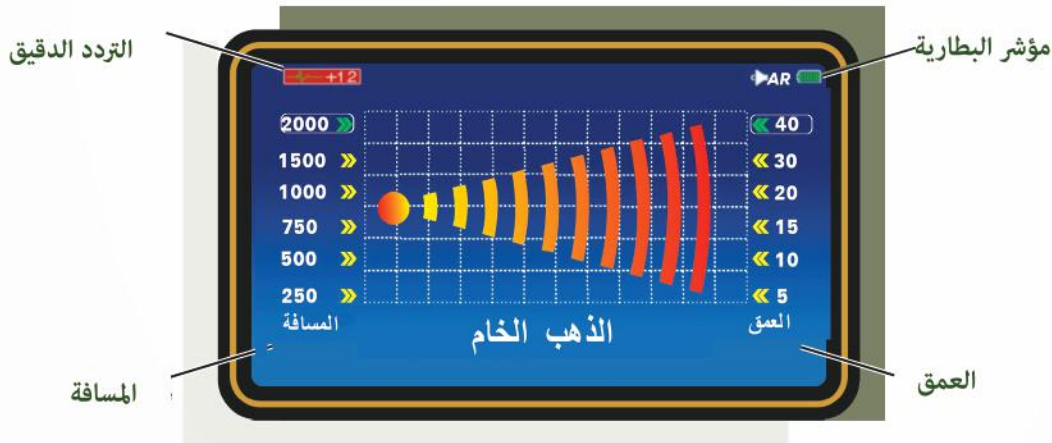 التردد الدقيق
مؤشر البطارية
+12
AR
2000 » « 40
1500 » « 30
1000 » « 20
750 » « 15
500 » « 10
250 » « 5
المسافة
العمق
الذهب الخام
المسافة
العمق